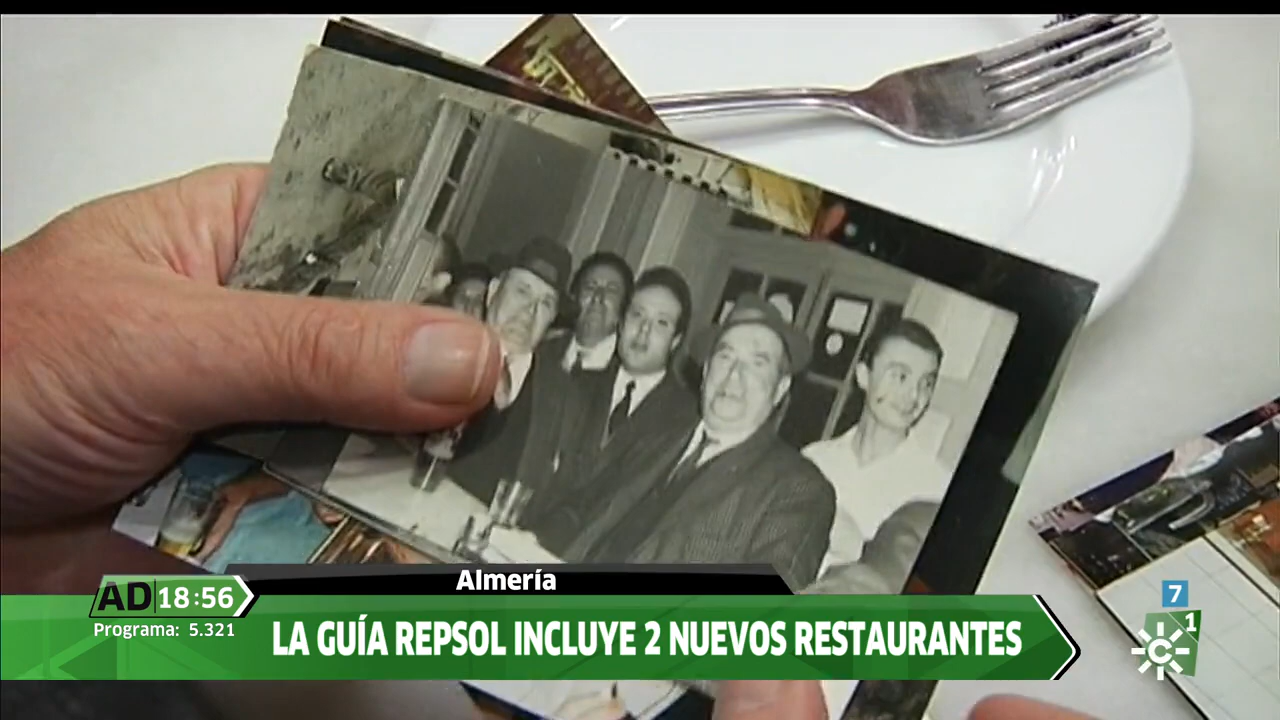 Almería
AD 18:56
Programa: 5.321
LA GUÍA REPSOL INCLUYE 2 NUEVOS RESTAURANTES
7
1